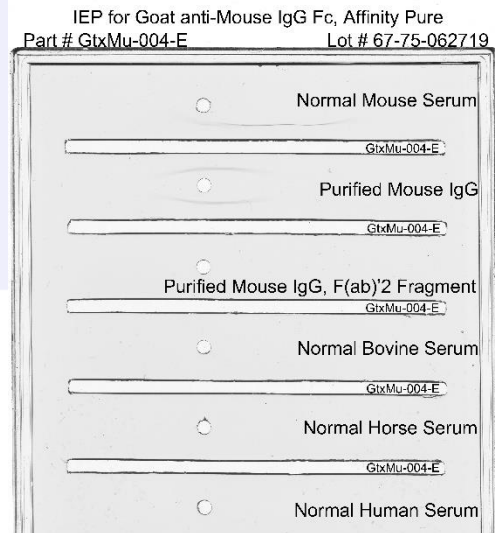 IEP for Goat anti-Mouse IgG Fc, Affinity Pure
Part # GtxMu-004-E Lot # 67-75-062719
Normal Mouse Serum
GtxMu-004-E
Purified Mouse IgG
GtxMu-004-E
Purified Mouse IgG, F(ab)'2 Fragment
GtxMu-004-E
Normal Bovine Serum
GtxMu-004-E
Normal Horse Serum
GtxMu-004-E
Normal Human Serum